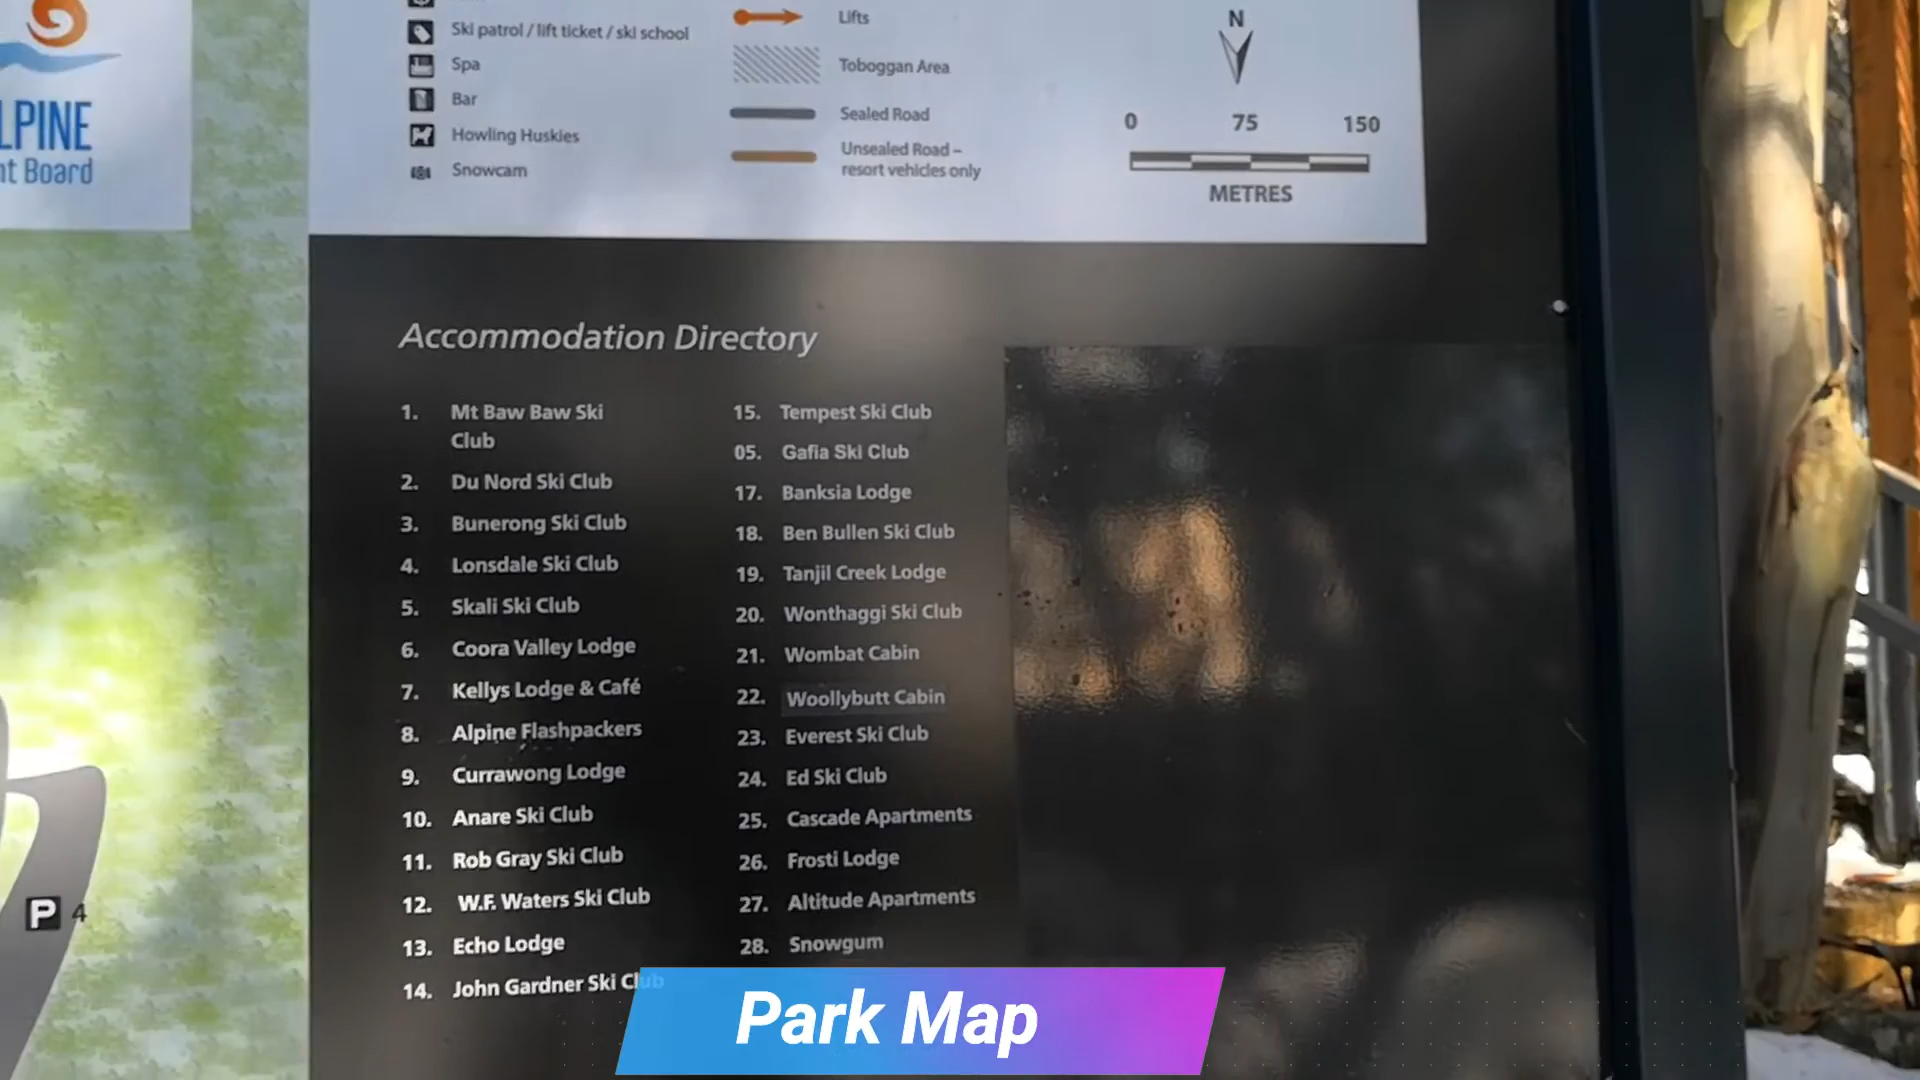 LPINE
nt Board
Ski patrol / lift ticket / ski school
Spa
Bar
Howling Huskies
Snowcam
Lifts
Toboggan Area
Sealed Road
Unsealed Road –
resort vehicles only
N
0 75 150
METRES
Accommodation Directory
1. Mt Baw Baw Ski
Club
2. Du Nord Ski Club
3. Bunerong Ski Club
4. Lonsdale Ski Club
5. Skali Ski Club
6. Coora Valley Lodge
7. Kellys Lodge & Café
8. Alpine Flashpackers
9. Currawong Lodge
10. Anare Ski Club
11. Rob Gray Ski Club
12. W.F. Waters Ski Club
13. Echo Lodge
14. John Gardner Ski Club
15. Tempest Ski Club
05. Gafia Ski Club
17. Banksia Lodge
18. Ben Bullen Ski Club
19. Tanjil Creek Lodge
20. Wonthaggi Ski Club
21. Wombat Cabin
22. Woollybutt Cabin
23. Everest Ski Club
24. Ed Ski Club
25. Cascade Apartments
26. Frosti Lodge
27. Altitude Apartments
28. Snowgum
P 4
Park Map